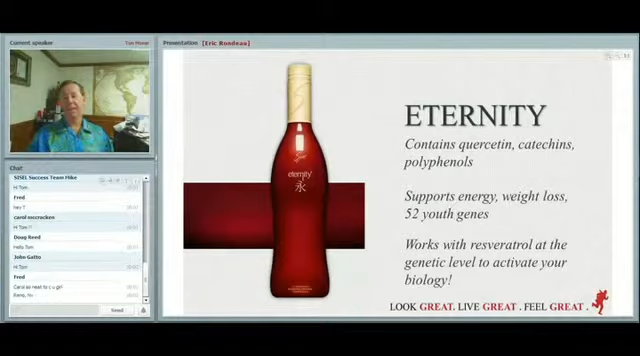 Current speaker
Presentation [Eric Rondeau]
Chat
SISEL Success Team Mike
Hi Tom
Fred
carol mccracken
Hi Tom
Doug Reed
Hello Tom
John Gatto
Hi Tom
Fred
Send
eternity
永
ETERNITY
Contains quercetin, catechins,
polyphenols
Supports energy, weight loss,
52 youth genes
Works with resveratrol at the
genetic level to activate your
biology!
LOOK GREAT. LIVE GREAT . FEEL GREAT .